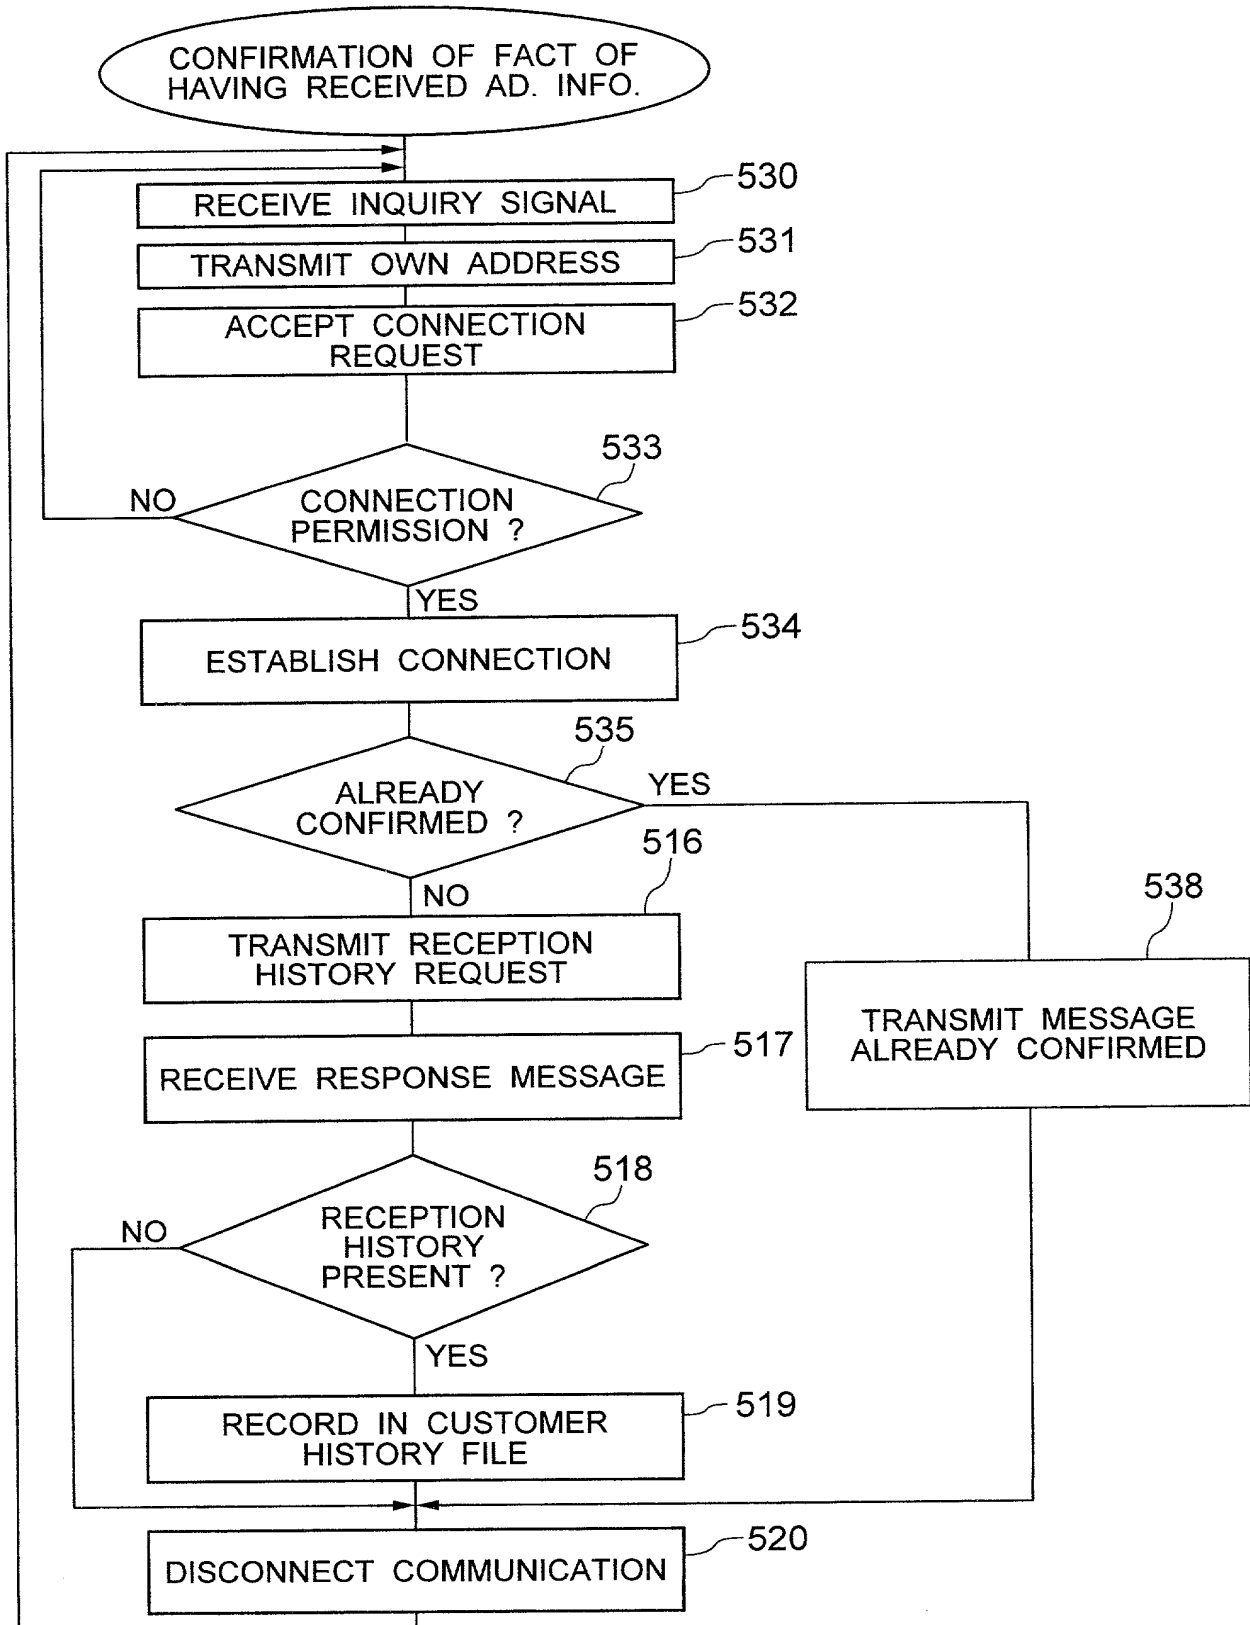 CONFIRMATION OF FACT OF
HAVING RECEIVED AD. INFO.
530
RECEIVE INQUIRY SIGNAL
531
TRANSMIT OWN ADDRESS
532
ACCEPT CONNECTION
REQUEST
533
NO
CONNECTION
PERMISSION ?
YES
534
ESTABLISH CONNECTION
535
YES
ALREADY
CONFIRMED ?
516
NO
538
TRANSMIT RECEPTION
HISTORY REQUEST
TRANSMIT MESSAGE
ALREADY CONFIRMED
517
RECEIVE RESPONSE MESSAGE
518
NO
RECEPTION
HISTORY
PRESENT ?
YES
519
RECORD IN CUSTOMER
HISTORY FILE
520
DISCONNECT COMMUNICATION